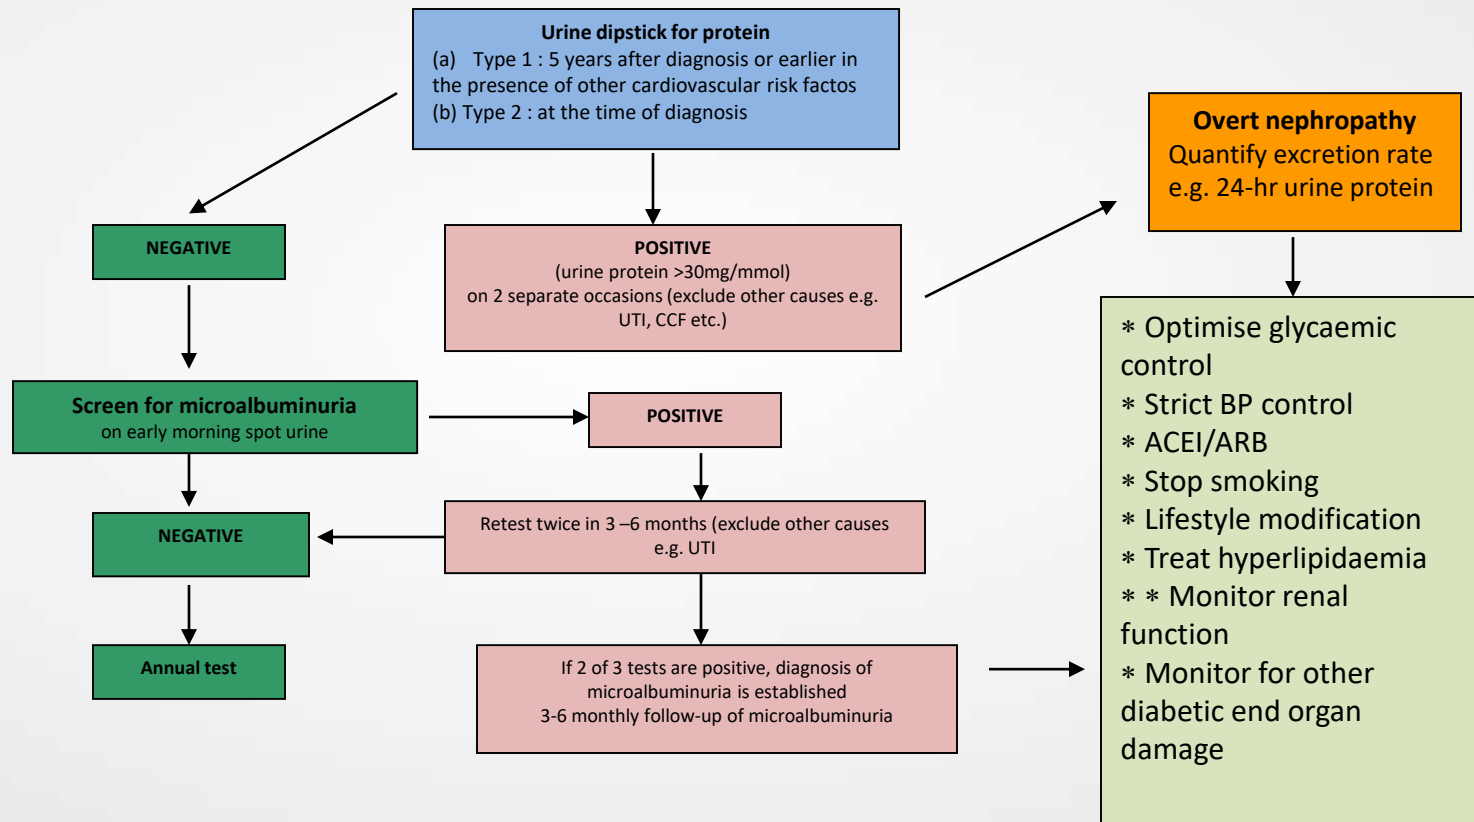 Urine dipstick for protein
(a) Type 1 : 5 years after diagnosis or earlier in
the presence of other cardiovascular risk factos
(b) Type 2 : at the time of diagnosis
Overt nephropathy
Quantify excretion rate
e.g. 24-hr urine protein
NEGATIVE
POSITIVE
(urine protein >30mg/mmol)
on 2 separate occasions (exclude other causes e.g.
UTI, CCF etc.)
Screen for microalbuminuria
on early morning spot urine
POSITIVE
NEGATIVE
Retest twice in 3 –6 months (exclude other causes
e.g. UTI
Annual test
If 2 of 3 tests are positive, diagnosis of
microalbuminuria is established
3-6 monthly follow-up of microalbuminuria
* Optimise glycaemic
control
* Strict BP control
* ACEI/ARB
* Stop smoking
* Lifestyle modification
* Treat hyperlipidaemia
* * Monitor renal
function
* Monitor for other
diabetic end organ
damage